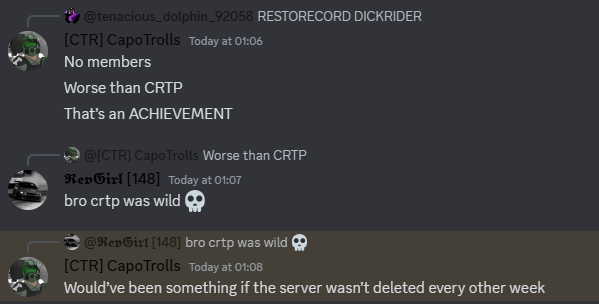 @tenacious_dolphin_92058 RESTORECORD DICKRIDER
[CTR] CapoTrolls Today at 01:06
No members
Worse than CRTP
That's an ACHIEVEMENT
@[CTR] CapoTrolls Worse than CRTP
𝕽𝖊𝖛𝕲𝖎𝖗𝖑 [148] Today at 01:07
bro crtp was wild 💀
@𝕽𝖊𝖛𝕲𝖎𝖗𝖑 [148] bro crtp was wild 💀
[CTR] CapoTrolls Today at 01:08
Would've been something if the server wasn't deleted every other week